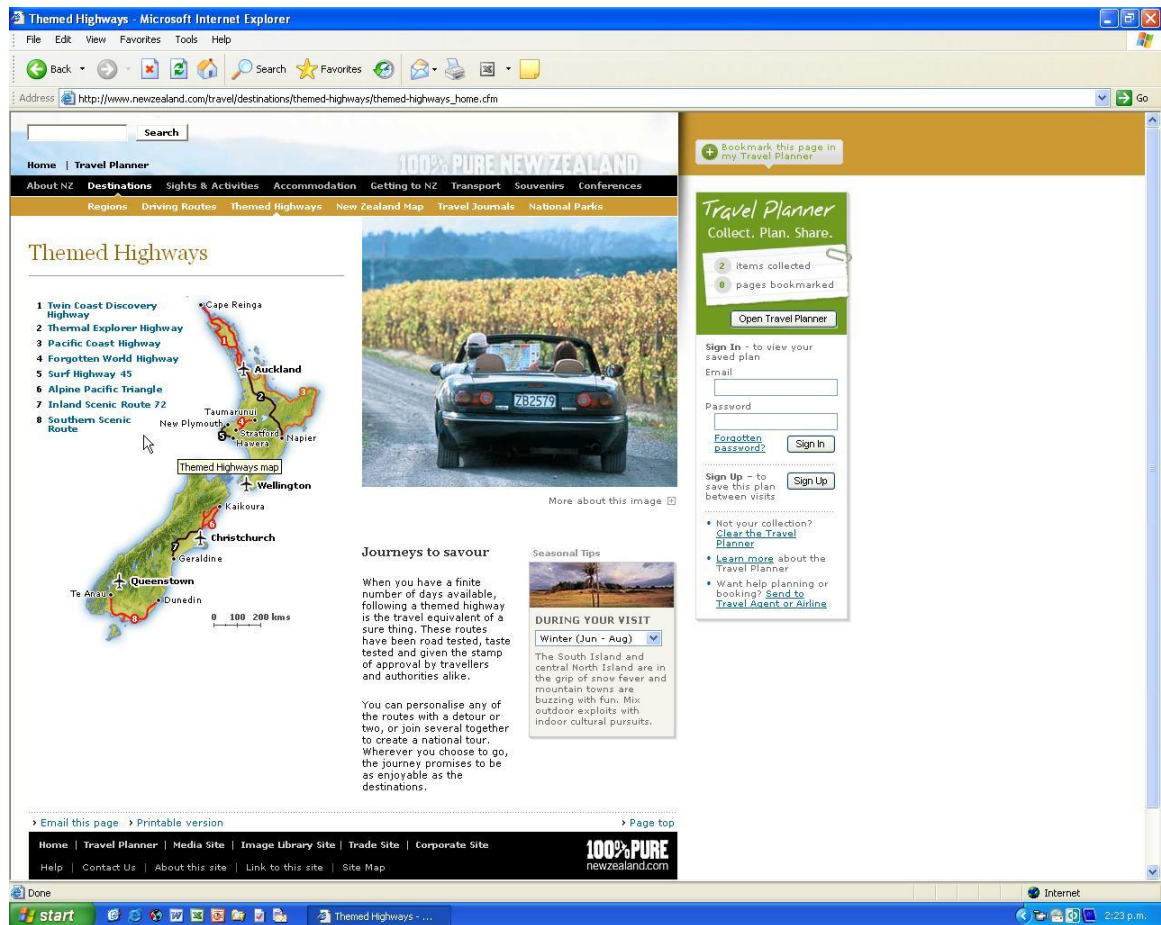 Themed Highways - Microsoft Internet Explorer
File Edit View Favorites Tools Help
Back Search Favorites
Address http://www.newzealand.com/travel/destinations/themed-highways/themed-highways_home.cfm Go
Search
Home | Travel Planner
100% PURE NEW ZEALAND
About NZ Destinations Sights & Activities Accommodation Getting to NZ Transport Souvenirs Conferences
Regions Driving Routes Themed Highways New Zealand Map Travel Journals National Parks
Bookmark this page in
my Travel Planner
Themed Highways
1 Twin Coast Discovery
Highway
2 Thermal Explorer Highway
3 Pacific Coast Highway
4 Forgotten World Highway
5 Surf Highway 45
6 Alpine Pacific Triangle
7 Inland Scenic Route 72
8 Southern Scenic
Route
Cape Reinga
1
Auckland
2
3
Taumarunui
New Plymouth
4
Stratford
5
Hawera
Napier
Themed Highways map
Wellington
Kaikoura
6
Christchurch
7
Geraldine
Queenstown
Te Anau
Dunedin
8
0 100 200 kms
ZB2579
More about this image
Journeys to savour
When you have a finite
number of days available,
following a themed highway
is the travel equivalent of a
sure thing. These routes
have been road tested, taste
tested and given the stamp
of approval by travellers
and authorities alike.
You can personalise any of
the routes with a detour or
two, or join several together
to create a national tour.
Wherever you choose to go,
the journey promises to be
as enjoyable as the
destinations.
Seasonal Tips
DURING YOUR VISIT
Winter (Jun - Aug)
The South Island and
central North Island are in
the grip of snow fever and
mountain towns are
buzzing with fun. Mix
outdoor exploits with
indoor cultural pursuits.
Travel Planner
Collect. Plan. Share.
2 items collected
0 pages bookmarked
Open Travel Planner
Sign In - to view your
saved plan
Email
Password
Forgotten
password?
Sign In
Sign Up - to
save this plan
between visits
Sign Up
• Not your collection?
Clear the Travel
Planner
• Learn more about the
Travel Planner
• Want help planning or
booking? Send to
Travel Agent or Airline
› Email this page › Printable version › Page top
Home | Travel Planner | Media Site | Image Library Site | Trade Site | Corporate Site
Help | Contact Us | About this site | Link to this site | Site Map
100% PURE
newzealand.com
Done Internet
start Themed Highways - ... 2:23 p.m.